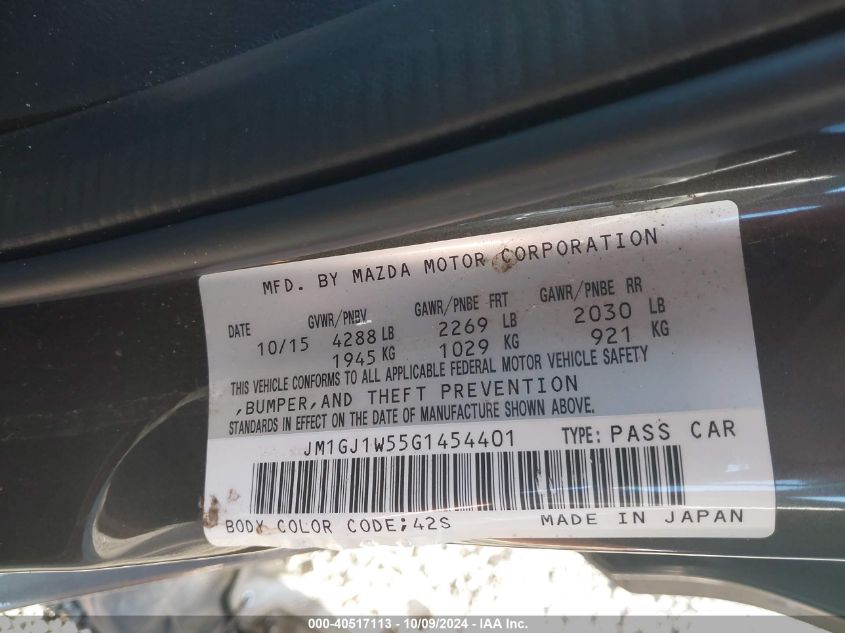 MFD. BY MAZDA MOTOR CORPORATION
DATE GVWR/PNBV GAWR/PNBE FRT GAWR/PNBE RR
10/15 4288 LB 2269 LB 2030 LB
1945 KG 1029 KG 921 KG
THIS VEHICLE CONFORMS TO ALL APPLICABLE FEDERAL MOTOR VEHICLE SAFETY
,BUMPER,AND THEFT PREVENTION
STANDARDS IN EFFECT ON THE DATE OF MANUFACTURE SHOWN ABOVE.
JM1GJ1W55G1454401 TYPE: PASS CAR
BODY COLOR CODE;42S MADE IN JAPAN
000-40517113 - 10/09/2024 - IAA Inc.